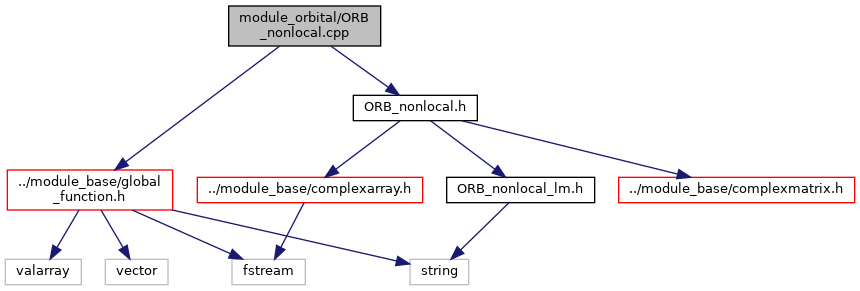 module_orbital/ORB
_nonlocal.cpp
ORB_nonlocal.h
../module_base/global
_function.h
../module_base/complexarray.h
ORB_nonlocal_lm.h
../module_base/complexmatrix.h
valarray
vector
fstream
string